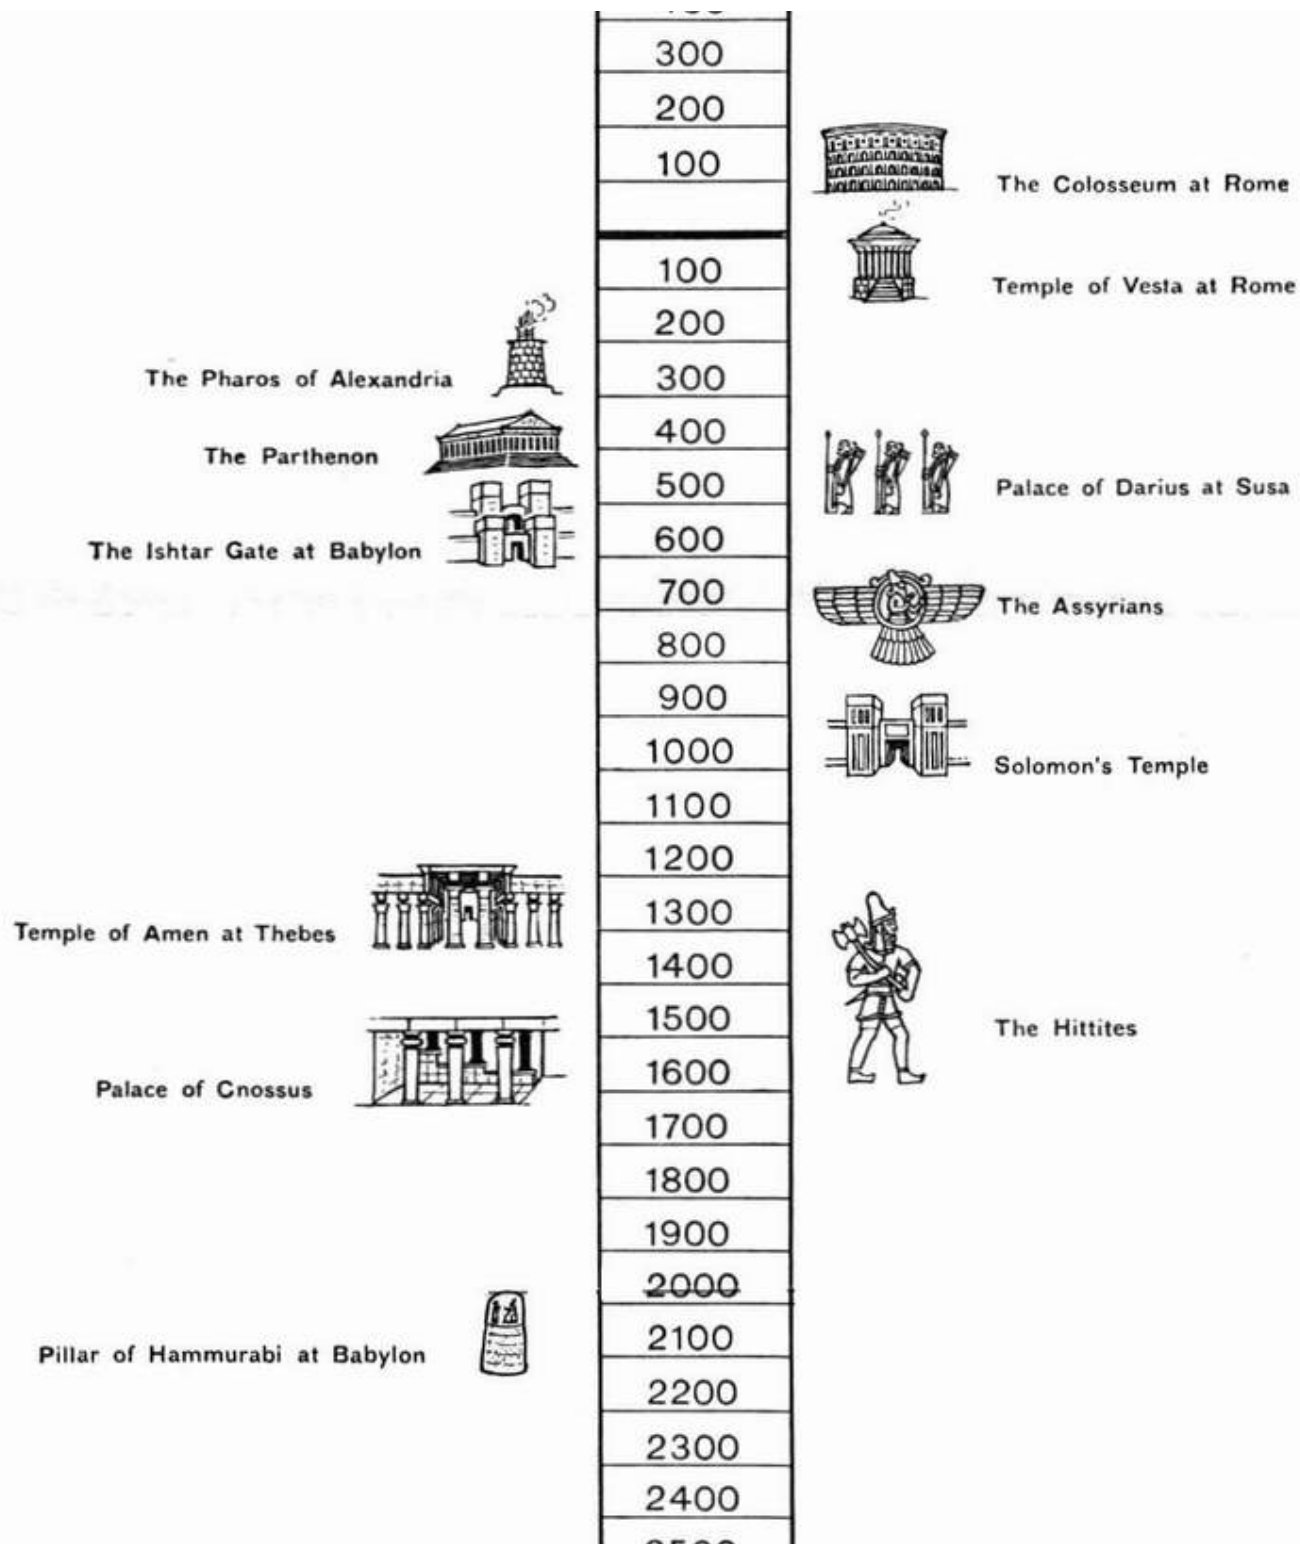 300
200
100
The Colosseum at Rome
100
Temple of Vesta at Rome
200
The Pharos of Alexandria
300
400
The Parthenon
500
Palace of Darius at Susa
600
The Ishtar Gate at Babylon
700
The Assyrians
800
900
1000
Solomon's Temple
1100
1200
1300
Temple of Amen at Thebes
1400
1500
The Hittites
1600
Palace of Cnossus
1700
1800
1900
2000
2100
Pillar of Hammurabi at Babylon
2200
2300
2400